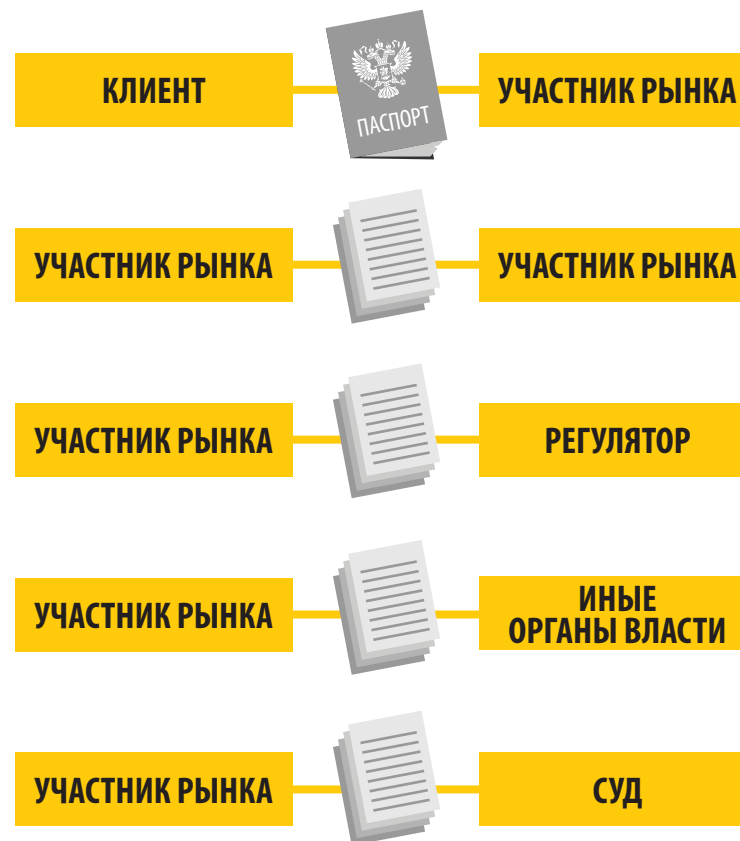 КЛИЕНТ
ПАСПОРТ
УЧАСТНИК РЫНКА
УЧАСТНИК РЫНКА
УЧАСТНИК РЫНКА
УЧАСТНИК РЫНКА
РЕГУЛЯТОР
УЧАСТНИК РЫНКА
ИНЫЕ
ОРГАНЫ ВЛАСТИ
УЧАСТНИК РЫНКА
СУД